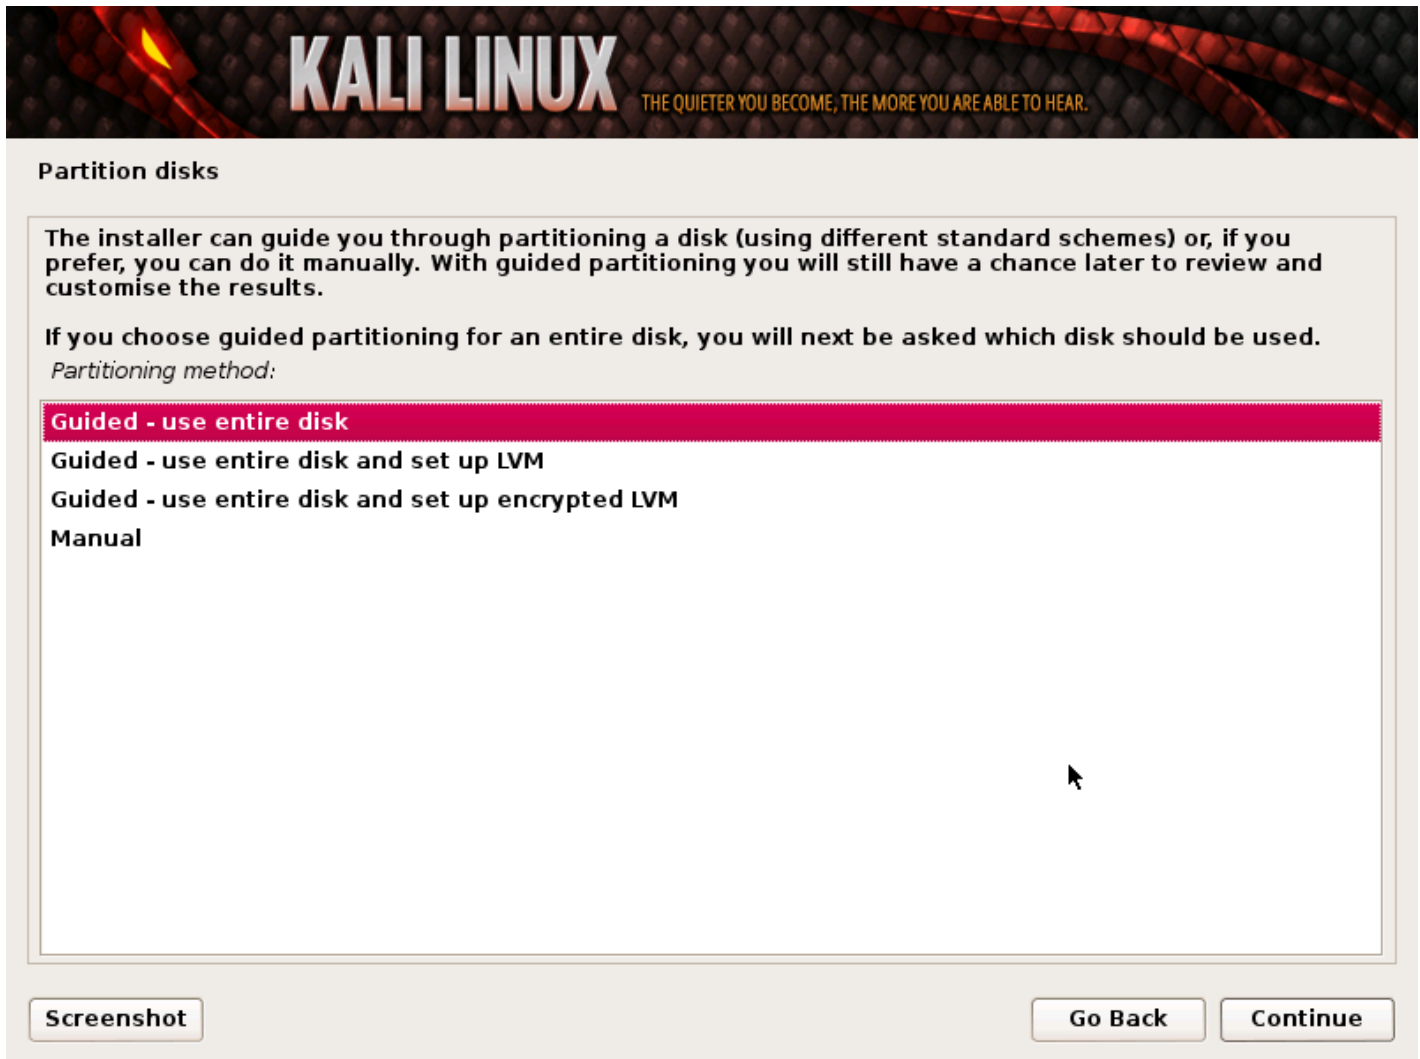 KALI LINUX
THE QUIETER YOU BECOME, THE MORE YOU ARE ABLE TO HEAR.
Partition disks
The installer can guide you through partitioning a disk (using different standard schemes) or, if you
prefer, you can do it manually. With guided partitioning you will still have a chance later to review and
customise the results.
If you choose guided partitioning for an entire disk, you will next be asked which disk should be used.
Partitioning method:
Guided - use entire disk
Guided - use entire disk and set up LVM
Guided - use entire disk and set up encrypted LVM
Manual
Screenshot
Go Back
Continue